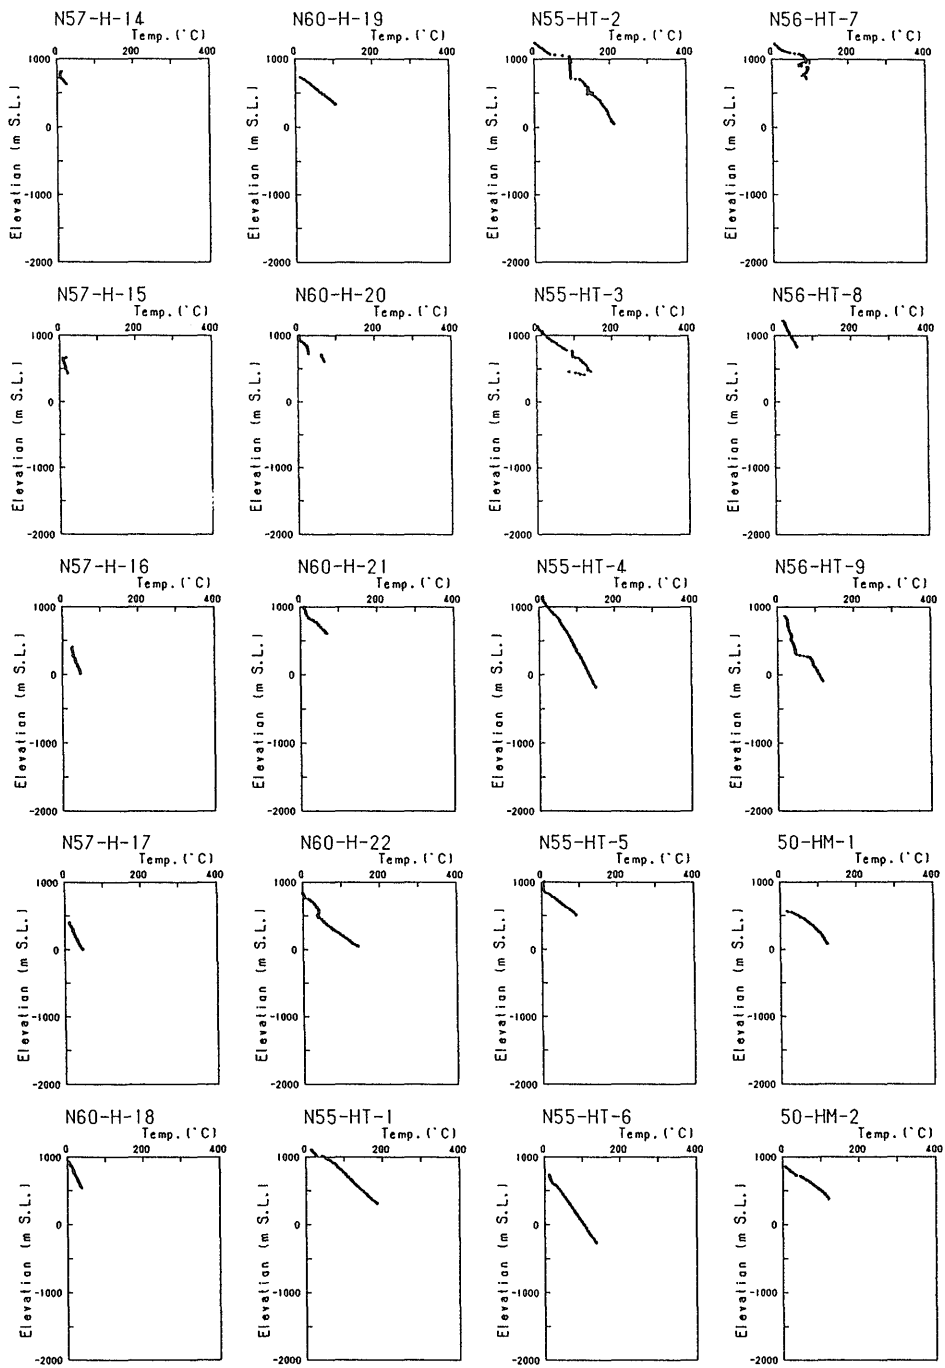 N57-H-14
Temp.(°C)
0 200 400
1000
0
-1000
-2000
Elevation (m S.L.)
N60-H-19
Temp.(°C)
0 200 400
1000
0
-1000
-2000
Elevation (m S.L.)
N55-HT-2
Temp.(°C)
0 200 400
1000
0
-1000
-2000
Elevation (m S.L.)
N56-HT-7
Temp.(°C)
0 200 400
1000
0
-1000
-2000
Elevation (m S.L.)
N57-H-15
Temp.(°C)
0 200 400
1000
0
-1000
-2000
Elevation (m S.L.)
N60-H-20
Temp.(°C)
0 200 400
1000
0
-1000
-2000
Elevation (m S.L.)
N55-HT-3
Temp.(°C)
0 200 400
1000
0
-1000
-2000
Elevation (m S.L.)
N56-HT-8
Temp.(°C)
0 200 400
1000
0
-1000
-2000
Elevation (m S.L.)
N57-H-16
Temp.(°C)
0 200 400
1000
0
-1000
-2000
Elevation (m S.L.)
N60-H-21
Temp.(°C)
0 200 400
1000
0
-1000
-2000
Elevation (m S.L.)
N55-HT-4
Temp.(°C)
0 200 400
1000
0
-1000
-2000
Elevation (m S.L.)
N56-HT-9
Temp.(°C)
0 200 400
1000
0
-1000
-2000
Elevation (m S.L.)
N57-H-17
Temp.(°C)
0 200 400
1000
0
-1000
-2000
Elevation (m S.L.)
N60-H-22
Temp.(°C)
0 200 400
1000
0
-1000
-2000
Elevation (m S.L.)
N55-HT-5
Temp.(°C)
0 200 400
1000
0
-1000
-2000
Elevation (m S.L.)
50-HM-1
Temp.(°C)
0 200 400
1000
0
-1000
-2000
Elevation (m S.L.)
N60-H-18
Temp.(°C)
0 200 400
1000
0
-1000
-2000
Elevation (m S.L.)
N55-HT-1
Temp.(°C)
0 200 400
1000
0
-1000
-2000
Elevation (m S.L.)
N55-HT-6
Temp.(°C)
0 200 400
1000
0
-1000
-2000
Elevation (m S.L.)
50-HM-2
Temp.(°C)
0 200 400
1000
0
-1000
-2000
Elevation (m S.L.)